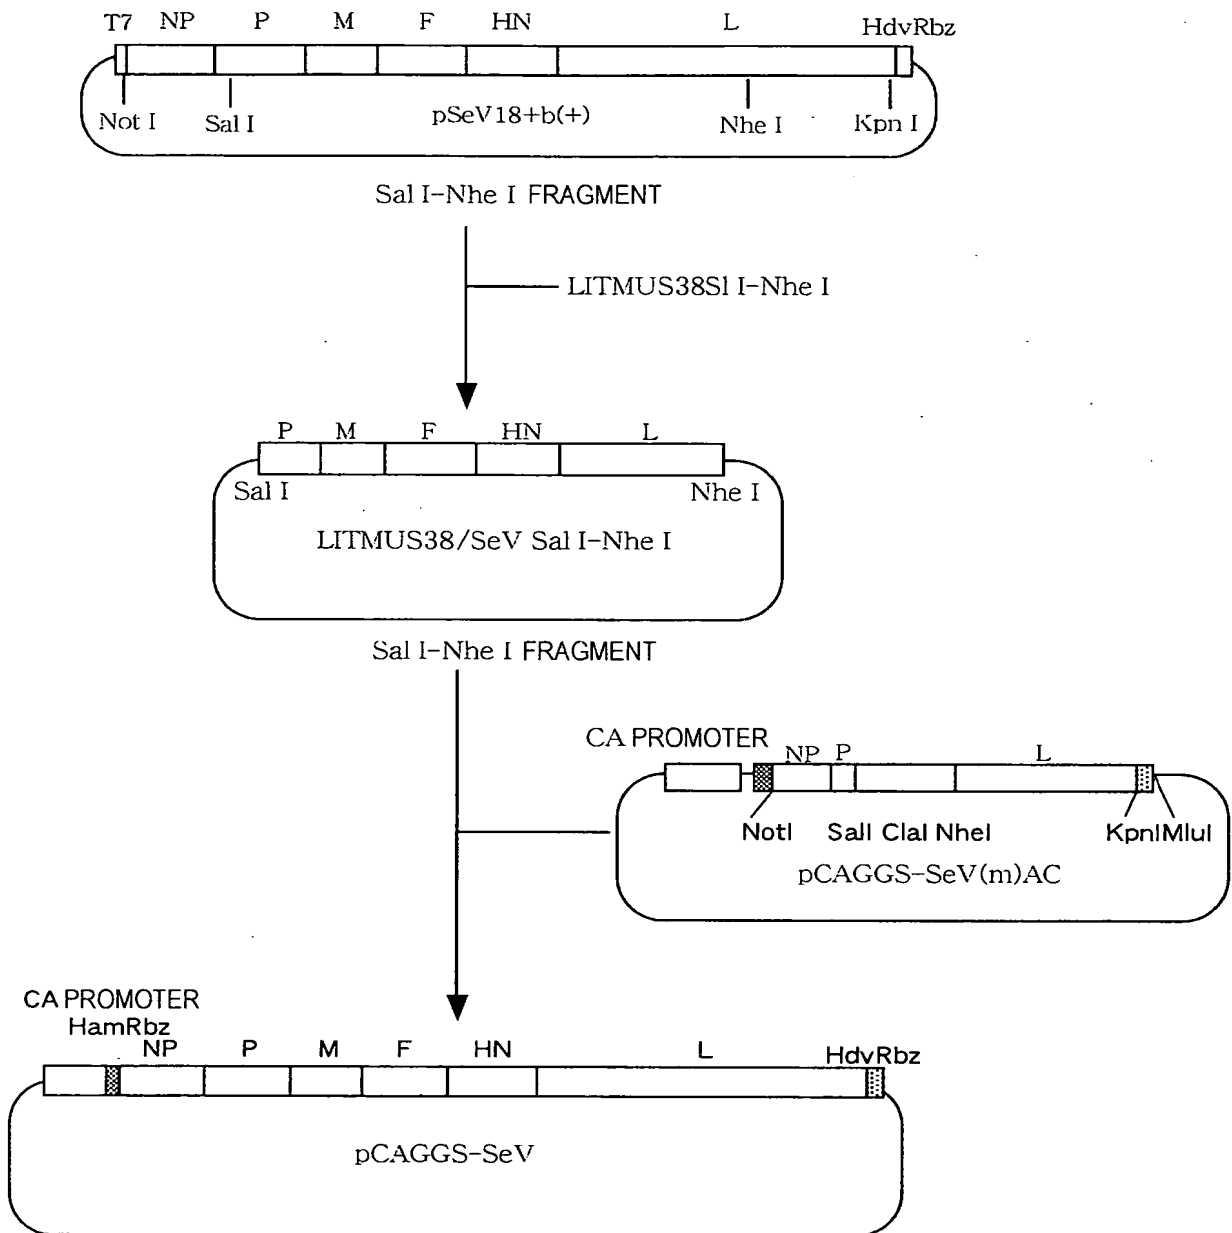 T7 NP P M F HN L HdvRbz
Not I Sal I pSeV18+b(+) Nhe I Kpn I
Sal I-Nhe I FRAGMENT
LITMUS38Sl I-Nhe I
P M F HN L
Sal I Nhe I
LITMUS38/SeV Sal I-Nhe I
Sal I-Nhe I FRAGMENT
CA PROMOTER
NP P L
NotI SalI ClaI NheI KpnI MluI
pCAGGS-SeV(m)AC
CA PROMOTER
HamRbz
NP P M F HN L HdvRbz
pCAGGS-SeV